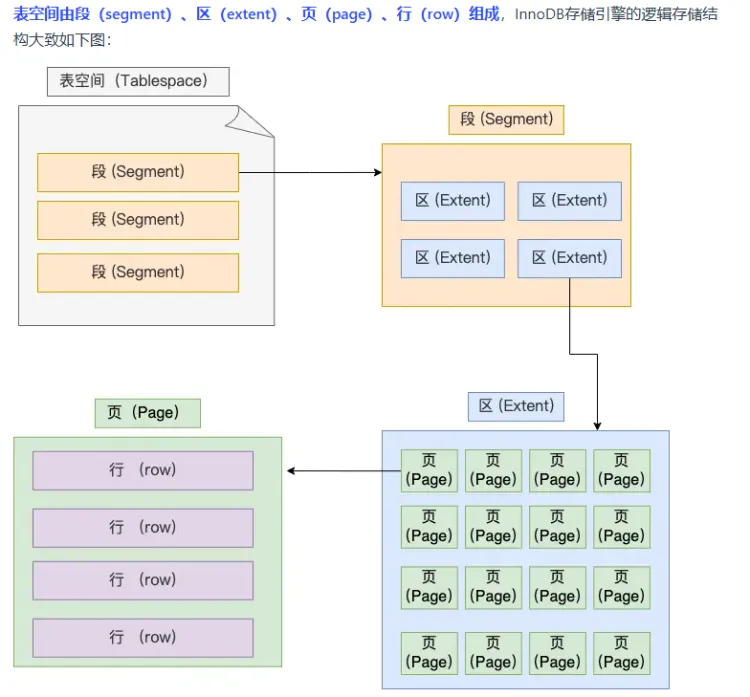 表空间由段（segment）、区（extent）、页（page）、行（row）组成，InnoDB存储引擎的逻辑存储结
构大致如下图：
表空间（Tablespace）
段 (Segment)
段 (Segment)
段 (Segment)
段 (Segment)
区 (Extent)
区 (Extent)
区 (Extent)
区 (Extent)
页（Page）
行 （row）
行 （row）
行 （row）
行 （row）
区 (Extent)
页 页 页 页
(Page) (Page) (Page) (Page)
页 页 页 页
(Page) (Page) (Page) (Page)
页 页 页 页
(Page) (Page) (Page) (Page)
页 页 页 页
(Page) (Page) (Page) (Page)